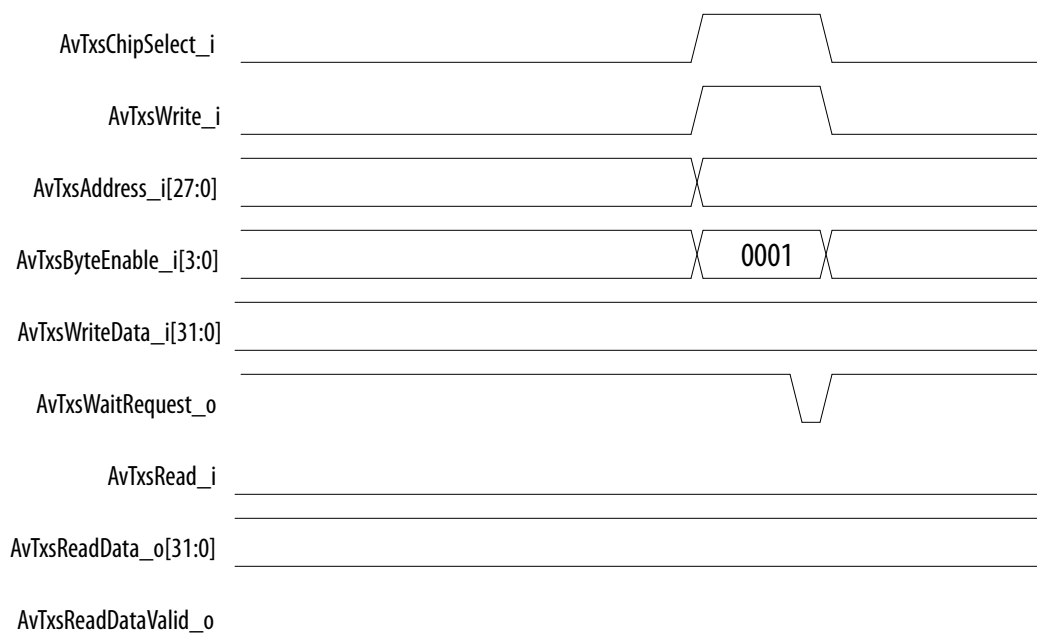 AvTxsChipSelect_i
AvTxsWrite_i
AvTxsAddress_i[27:0]
AvTxsByteEnable_i[3:0] 0001
AvTxsWriteData_i[31:0]
AvTxsWaitRequest_o
AvTxsRead_i
AvTxsReadData_o[31:0]
AvTxsReadDataValid_o